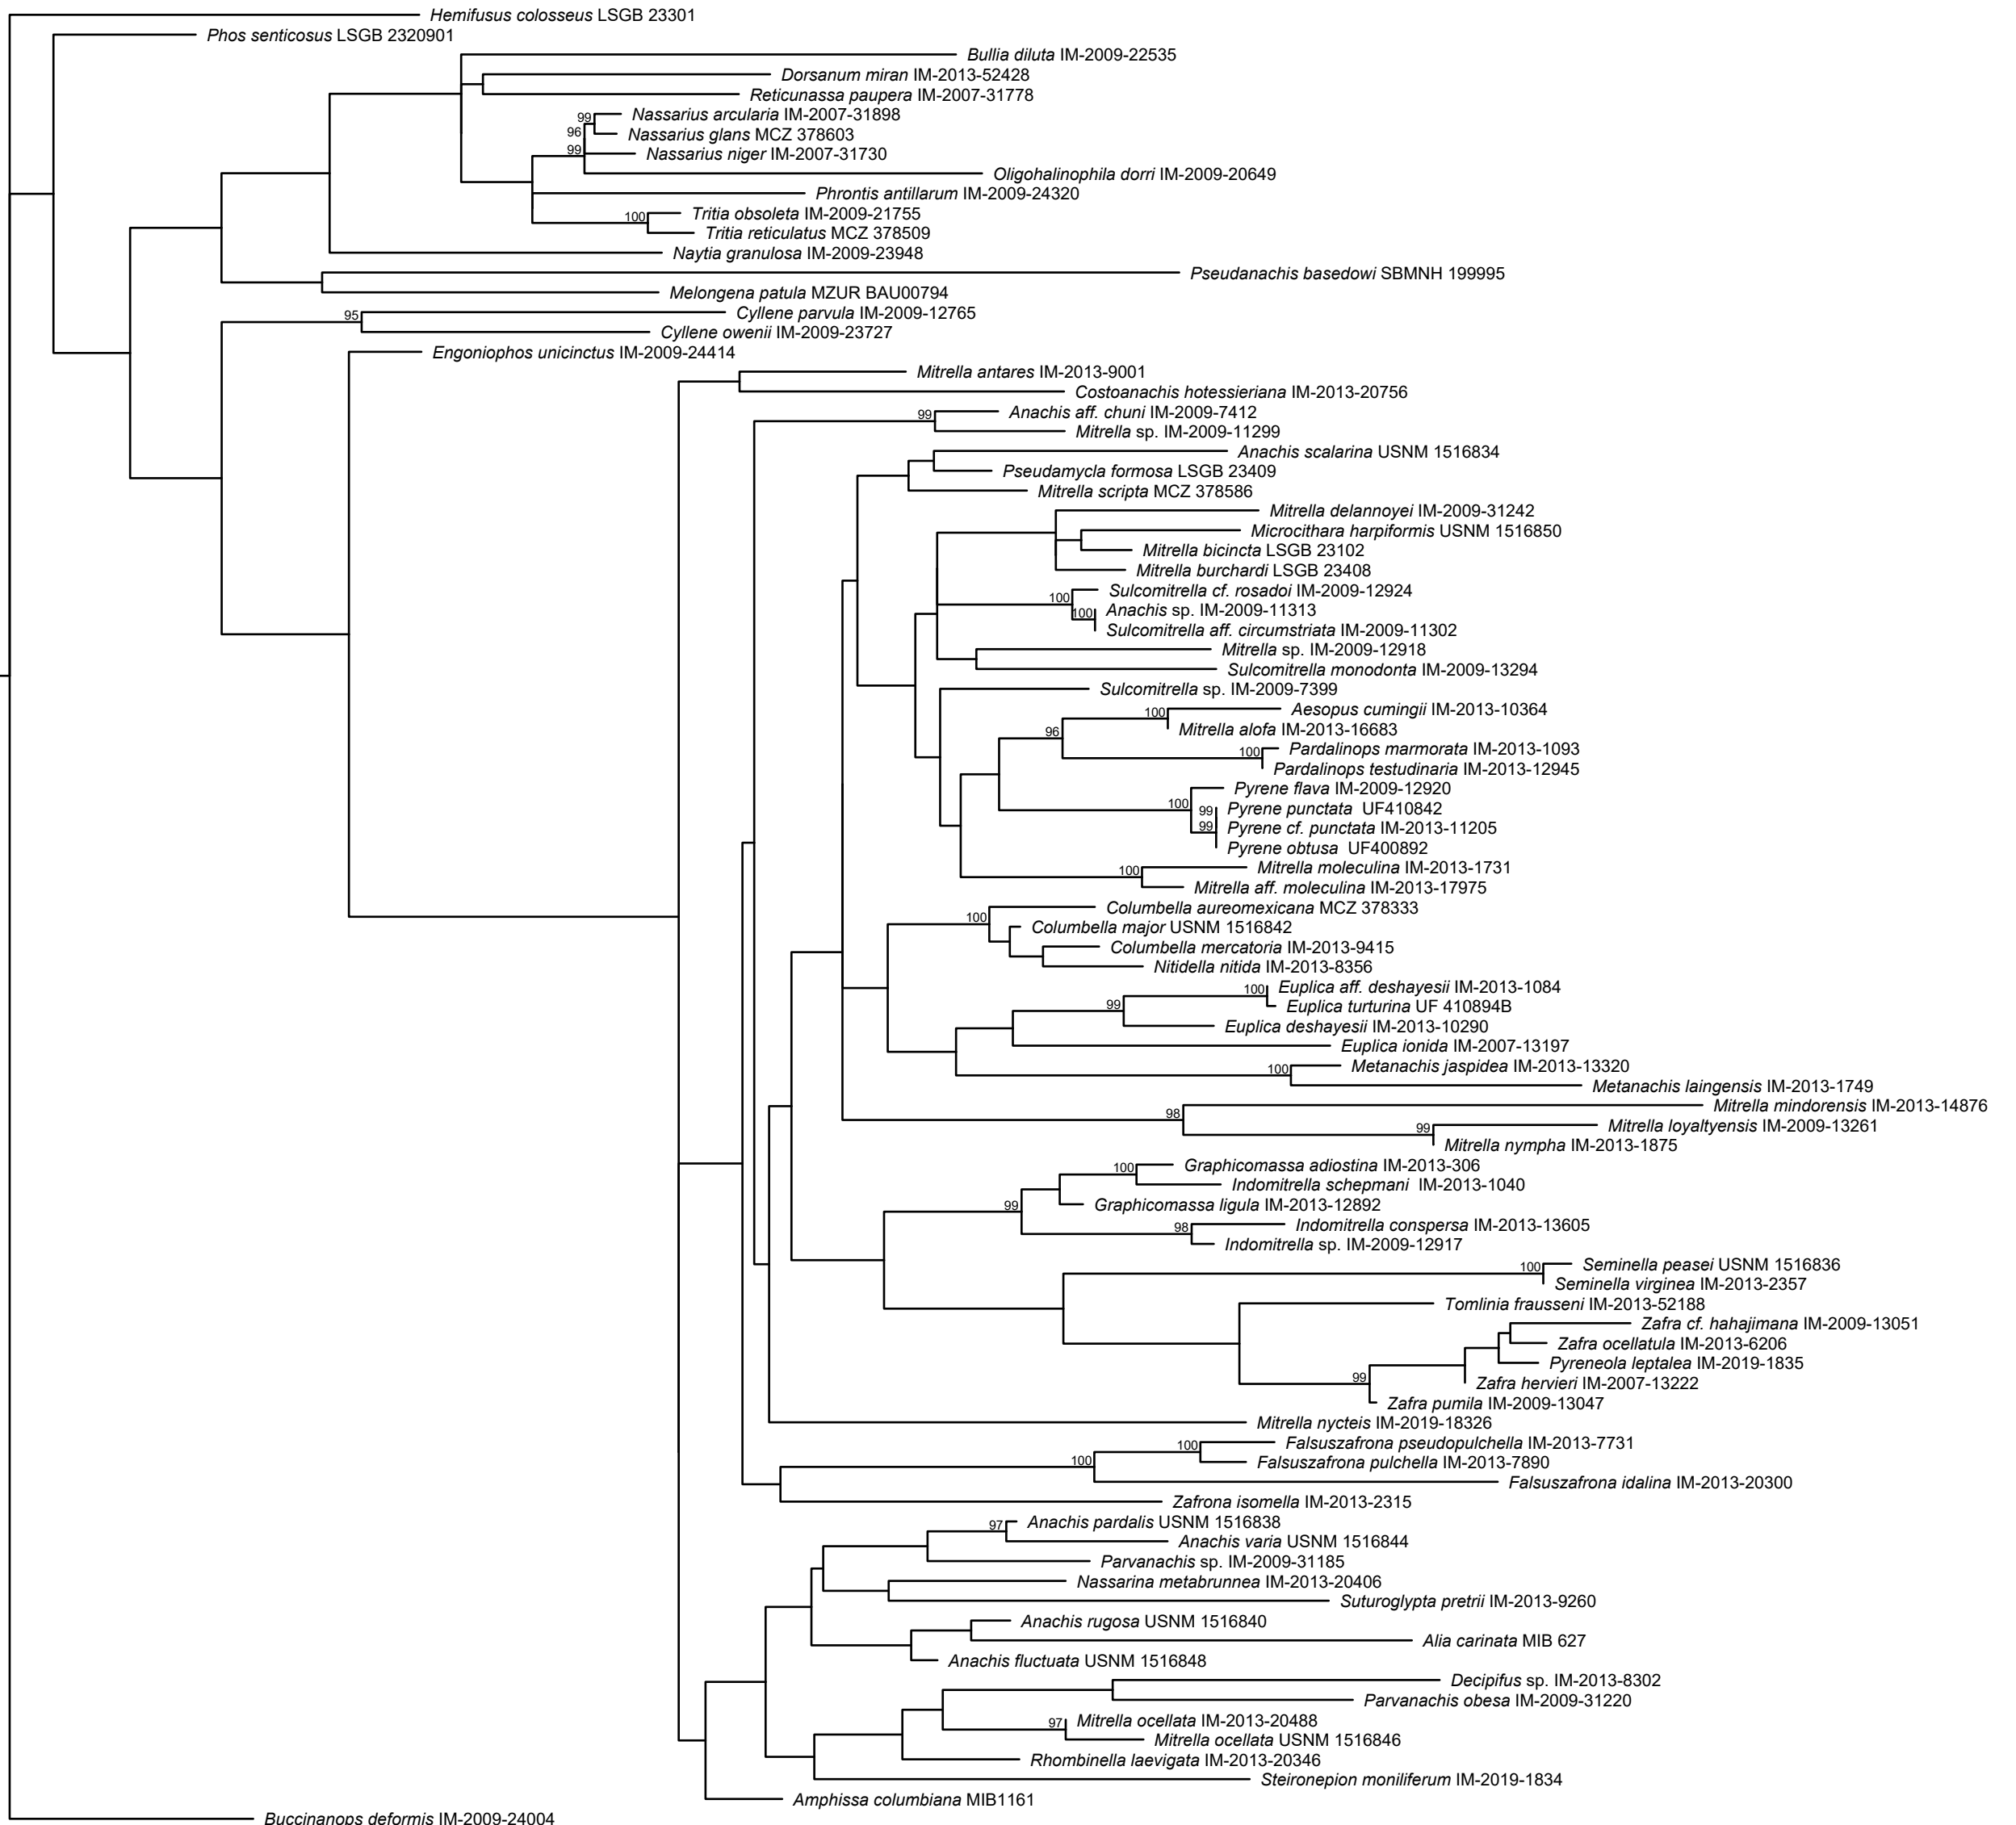 Hemifusus colosseus LSGB 23301
Phos senticosus LSGB 2320901
Bullia diluta IM-2009-22535
Dorsanum miran IM-2013-52428
Reticunassa paupera IM-2007-31778
99 Nassarius arcularia IM-2007-31898
96 Nassarius glans MCZ 378603
99 Nassarius niger IM-2007-31730
Oligohalinophila dorri IM-2009-20649
Phrontis antillarum IM-2009-24320
100 Tritia obsoleta IM-2009-21755
Tritia reticulatus MCZ 378509
Naytia granulosa IM-2009-23948
Pseudanachis basedowi SBMNH 199995
Melongena patula MZUR BAU00794
95 Cyllene parvula IM-2009-12765
Cyllene owenii IM-2009-23727
Engoniophos unicinctus IM-2009-24414
Mitrella antares IM-2013-9001
Costoanachis hotessieriana IM-2013-20756
99 Anachis aff. chuni IM-2009-7412
Mitrella sp. IM-2009-11299
Anachis scalarina USNM 1516834
Pseudamycla formosa LSGB 23409
Mitrella scripta MCZ 378586
Mitrella delannoyei IM-2009-31242
Microcithara harpiformis USNM 1516850
Mitrella bicincta LSGB 23102
Mitrella burchardi LSGB 23408
100 Sulcomitrella cf. rosadoi IM-2009-12924
100 Anachis sp. IM-2009-11313
Sulcomitrella aff. circumstriata IM-2009-11302
Mitrella sp. IM-2009-12918
Sulcomitrella monodonta IM-2009-13294
Sulcomitrella sp. IM-2009-7399
100 Aesopus cumingii IM-2013-10364
96 Mitrella alofa IM-2013-16683
100 Pardalinops marmorata IM-2013-1093
Pardalinops testudinaria IM-2013-12945
Pyrene flava IM-2009-12920
100 99 Pyrene punctata UF410842
99 Pyrene cf. punctata IM-2013-11205
Pyrene obtusa UF400892
100 Mitrella moleculina IM-2013-1731
Mitrella aff. moleculina IM-2013-17975
100 Columbella aureomexicana MCZ 378333
Columbella major USNM 1516842
Columbella mercatoria IM-2013-9415
Nitidella nitida IM-2013-8356
100 Euplica aff. deshayesii IM-2013-1084
99 Euplica turturina UF 410894B
Euplica deshayesii IM-2013-10290
Euplica ionida IM-2007-13197
100 Metanachis jaspidea IM-2013-13320
Metanachis laingensis IM-2013-1749
98 Mitrella mindorensis IM-2013-14876
99 Mitrella loyaltyensis IM-2009-13261
Mitrella nympha IM-2013-1875
100 Graphicomassa adiostina IM-2013-306
Indomitrella schepmani IM-2013-1040
99 Graphicomassa ligula IM-2013-12892
98 Indomitrella conspersa IM-2013-13605
Indomitrella sp. IM-2009-12917
100 Seminella peasei USNM 1516836
Seminella virginea IM-2013-2357
Tomlinia frausseni IM-2013-52188
Zafra cf. hahajimana IM-2009-13051
Zafra ocellatula IM-2013-6206
Pyreneola leptalea IM-2019-1835
99 Zafra hervieri IM-2007-13222
Zafra pumila IM-2009-13047
Mitrella nycteis IM-2019-18326
100 Falsuszafrona pseudopulchella IM-2013-7731
100 Falsuszafrona pulchella IM-2013-7890
Falsuszafrona idalina IM-2013-20300
Zafrona isomella IM-2013-2315
97 Anachis pardalis USNM 1516838
Anachis varia USNM 1516844
Parvanachis sp. IM-2009-31185
Nassarina metabrunnea IM-2013-20406
Suturoglypta pretrii IM-2013-9260
Anachis rugosa USNM 1516840
Alia carinata MIB 627
Anachis fluctuata USNM 1516848
Decipifus sp. IM-2013-8302
Parvanachis obesa IM-2009-31220
97 Mitrella ocellata IM-2013-20488
Mitrella ocellata USNM 1516846
Rhombinella laevigata IM-2013-20346
Steironepion moniliferum IM-2019-1834
Amphissa columbiana MIB1161
Buccinanops deformis IM-2009-24004